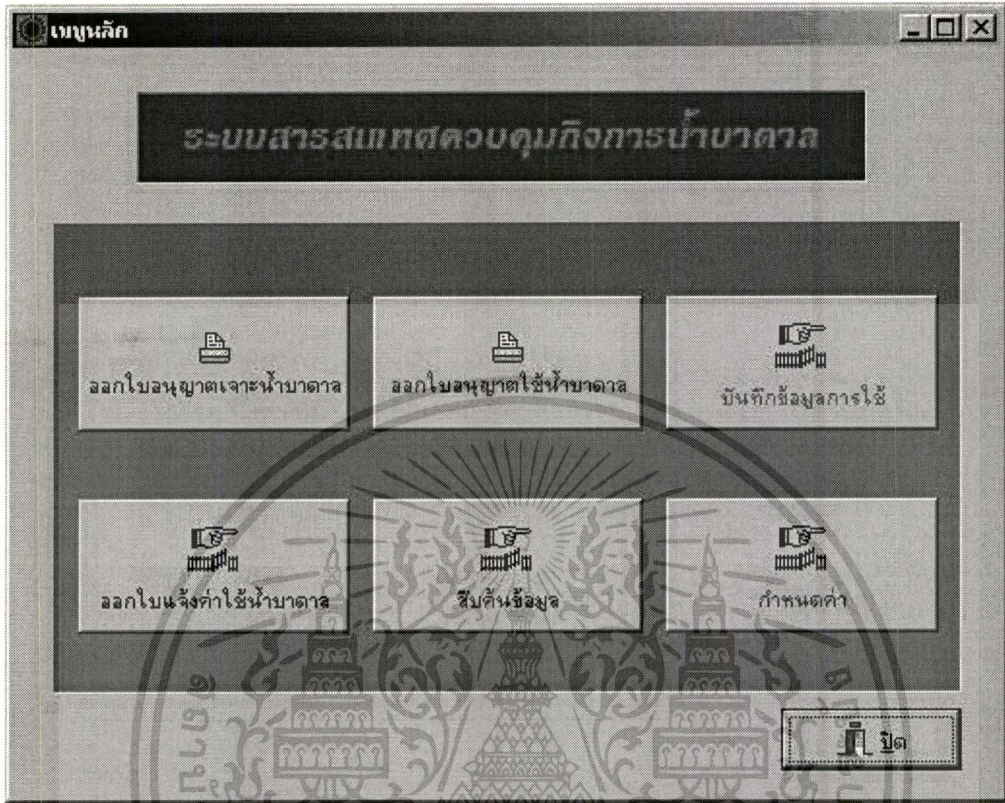 เมนูหลัก
ระบบสารสนเทศควบคุมกิจการน้ำบาดาล
ออกใบอนุญาตเจาะน้ำบาดาล
ออกใบอนุญาตใช้น้ำบาดาล
บันทึกข้อมูลการใช้
ออกใบแจ้งค่าใช้น้ำบาดาล
สืบค้นข้อมูล
กำหนดค่า
ปิด